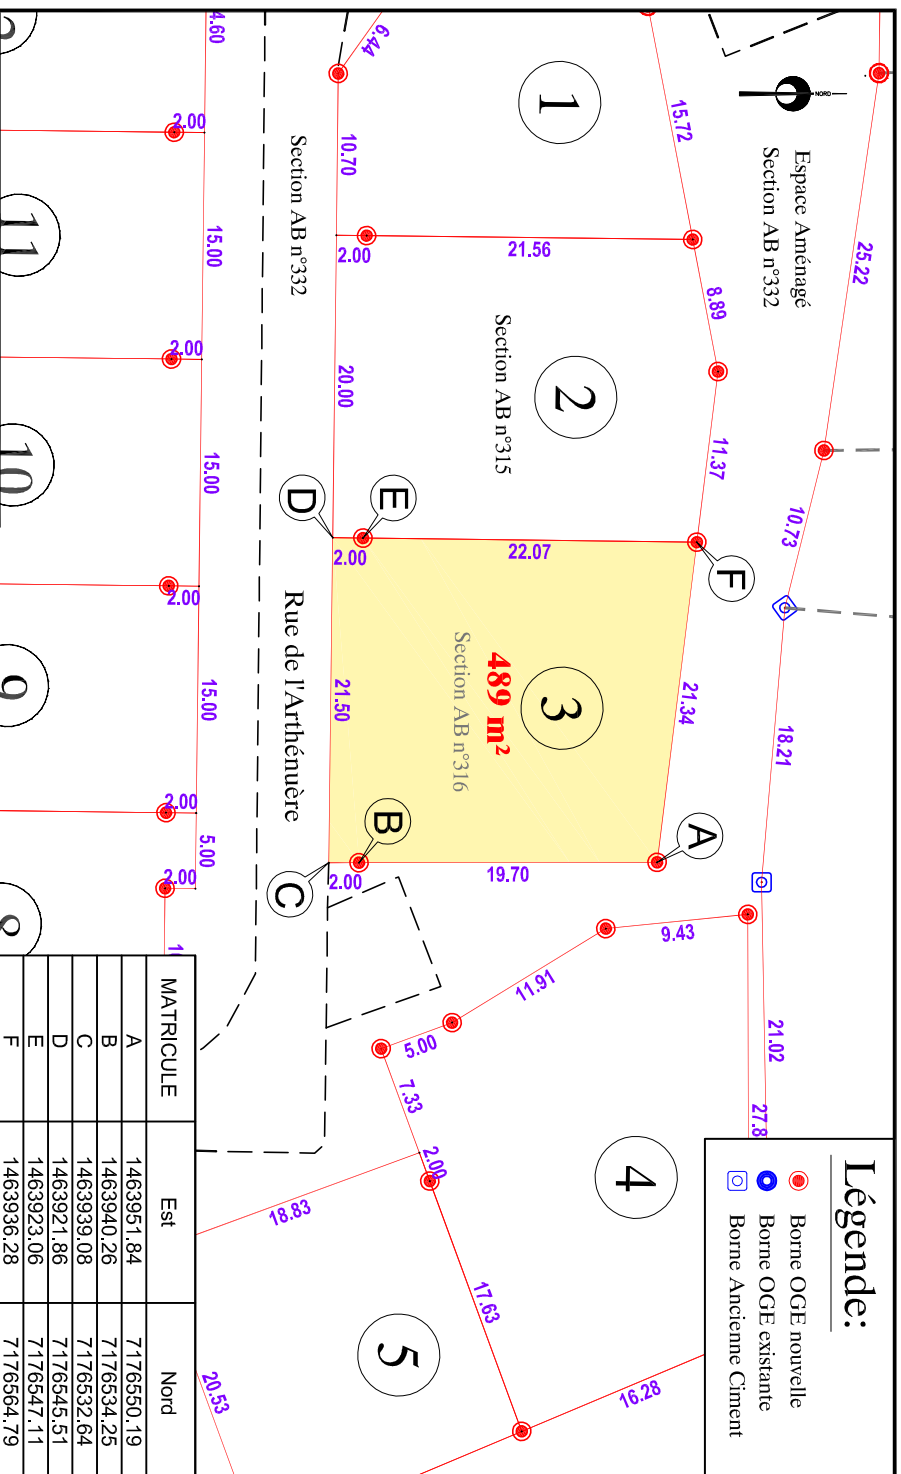 Légende:
Borne OGE nouvelle
Borne OGE existante
Borne Ancienne Ciment
NORD
Espace Aménagé
Section AB n°332
25.22
10.73
18.21
21.02
27.8
15.72
8.89
11.37
21.34
9.43
11.91
5.00
7.33
2.00
17.63
16.28
18.83
20.53
1
2
3
4
5
F
A
21.56
22.07
19.70
Section AB n°315
489 m²
Section AB n°316
E
B
D
C
6.44
10.70
2.00
20.00
2.00
21.50
2.00
Section AB n°332
Rue de l'Arthénuère
4.60
15.00
15.00
15.00
5.00
2.00
2.00
2.00
2.00
2.00
11
10
9
8
MATRICULE Est Nord
A 1463951.84 7176550.19
B 1463940.26 7176534.25
C 1463939.08 7176532.64
D 1463921.86 7176545.51
E 1463923.06 7176547.11
F 1463936.28 7176564.79